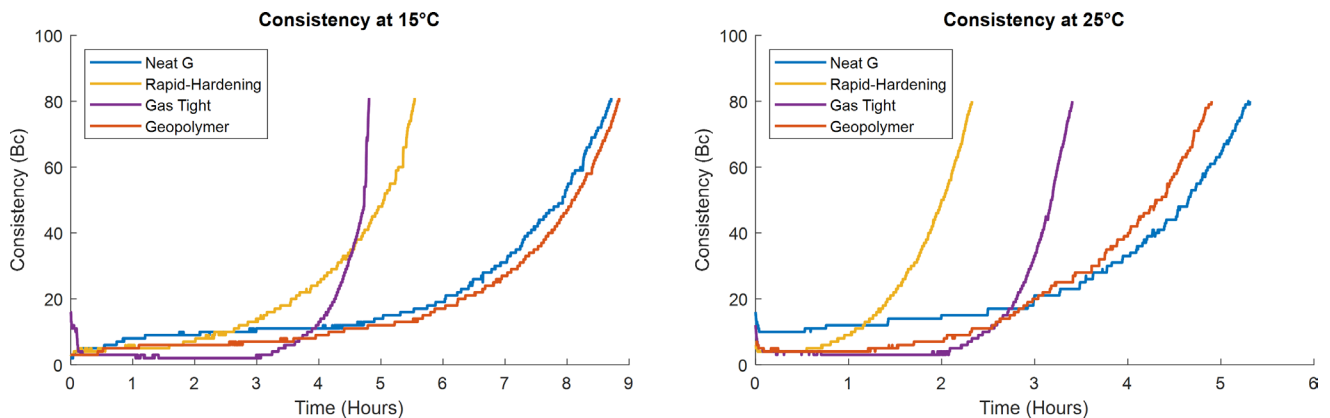 Consistency at 15°C
100
80
60
40
20
0
Consistency (Bc)
Neat G
Rapid-Hardening
Gas Tight
Geopolymer
0 1 2 3 4 5 6 7 8 9
Time (Hours)
Consistency at 25°C
100
80
60
40
20
0
Consistency (Bc)
Neat G
Rapid-Hardening
Gas Tight
Geopolymer
0 1 2 3 4 5 6
Time (Hours)